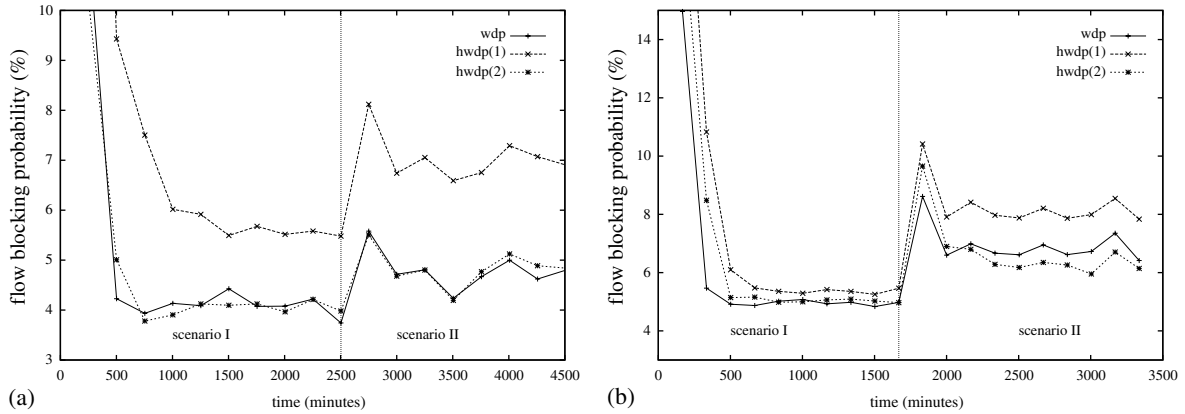 10
9
8
7
6
5
4
3
flow blocking probability (%)
wdp
hwdp(1)
hwdp(2)
scenario I
scenario II
0 500 1000 1500 2000 2500 3000 3500 4000 4500
time (minutes)
(a)
14
12
10
8
6
4
flow blocking probability (%)
wdp
hwdp(1)
hwdp(2)
scenario I
scenario II
0 500 1000 1500 2000 2500 3000 3500
time (minutes)
(b)